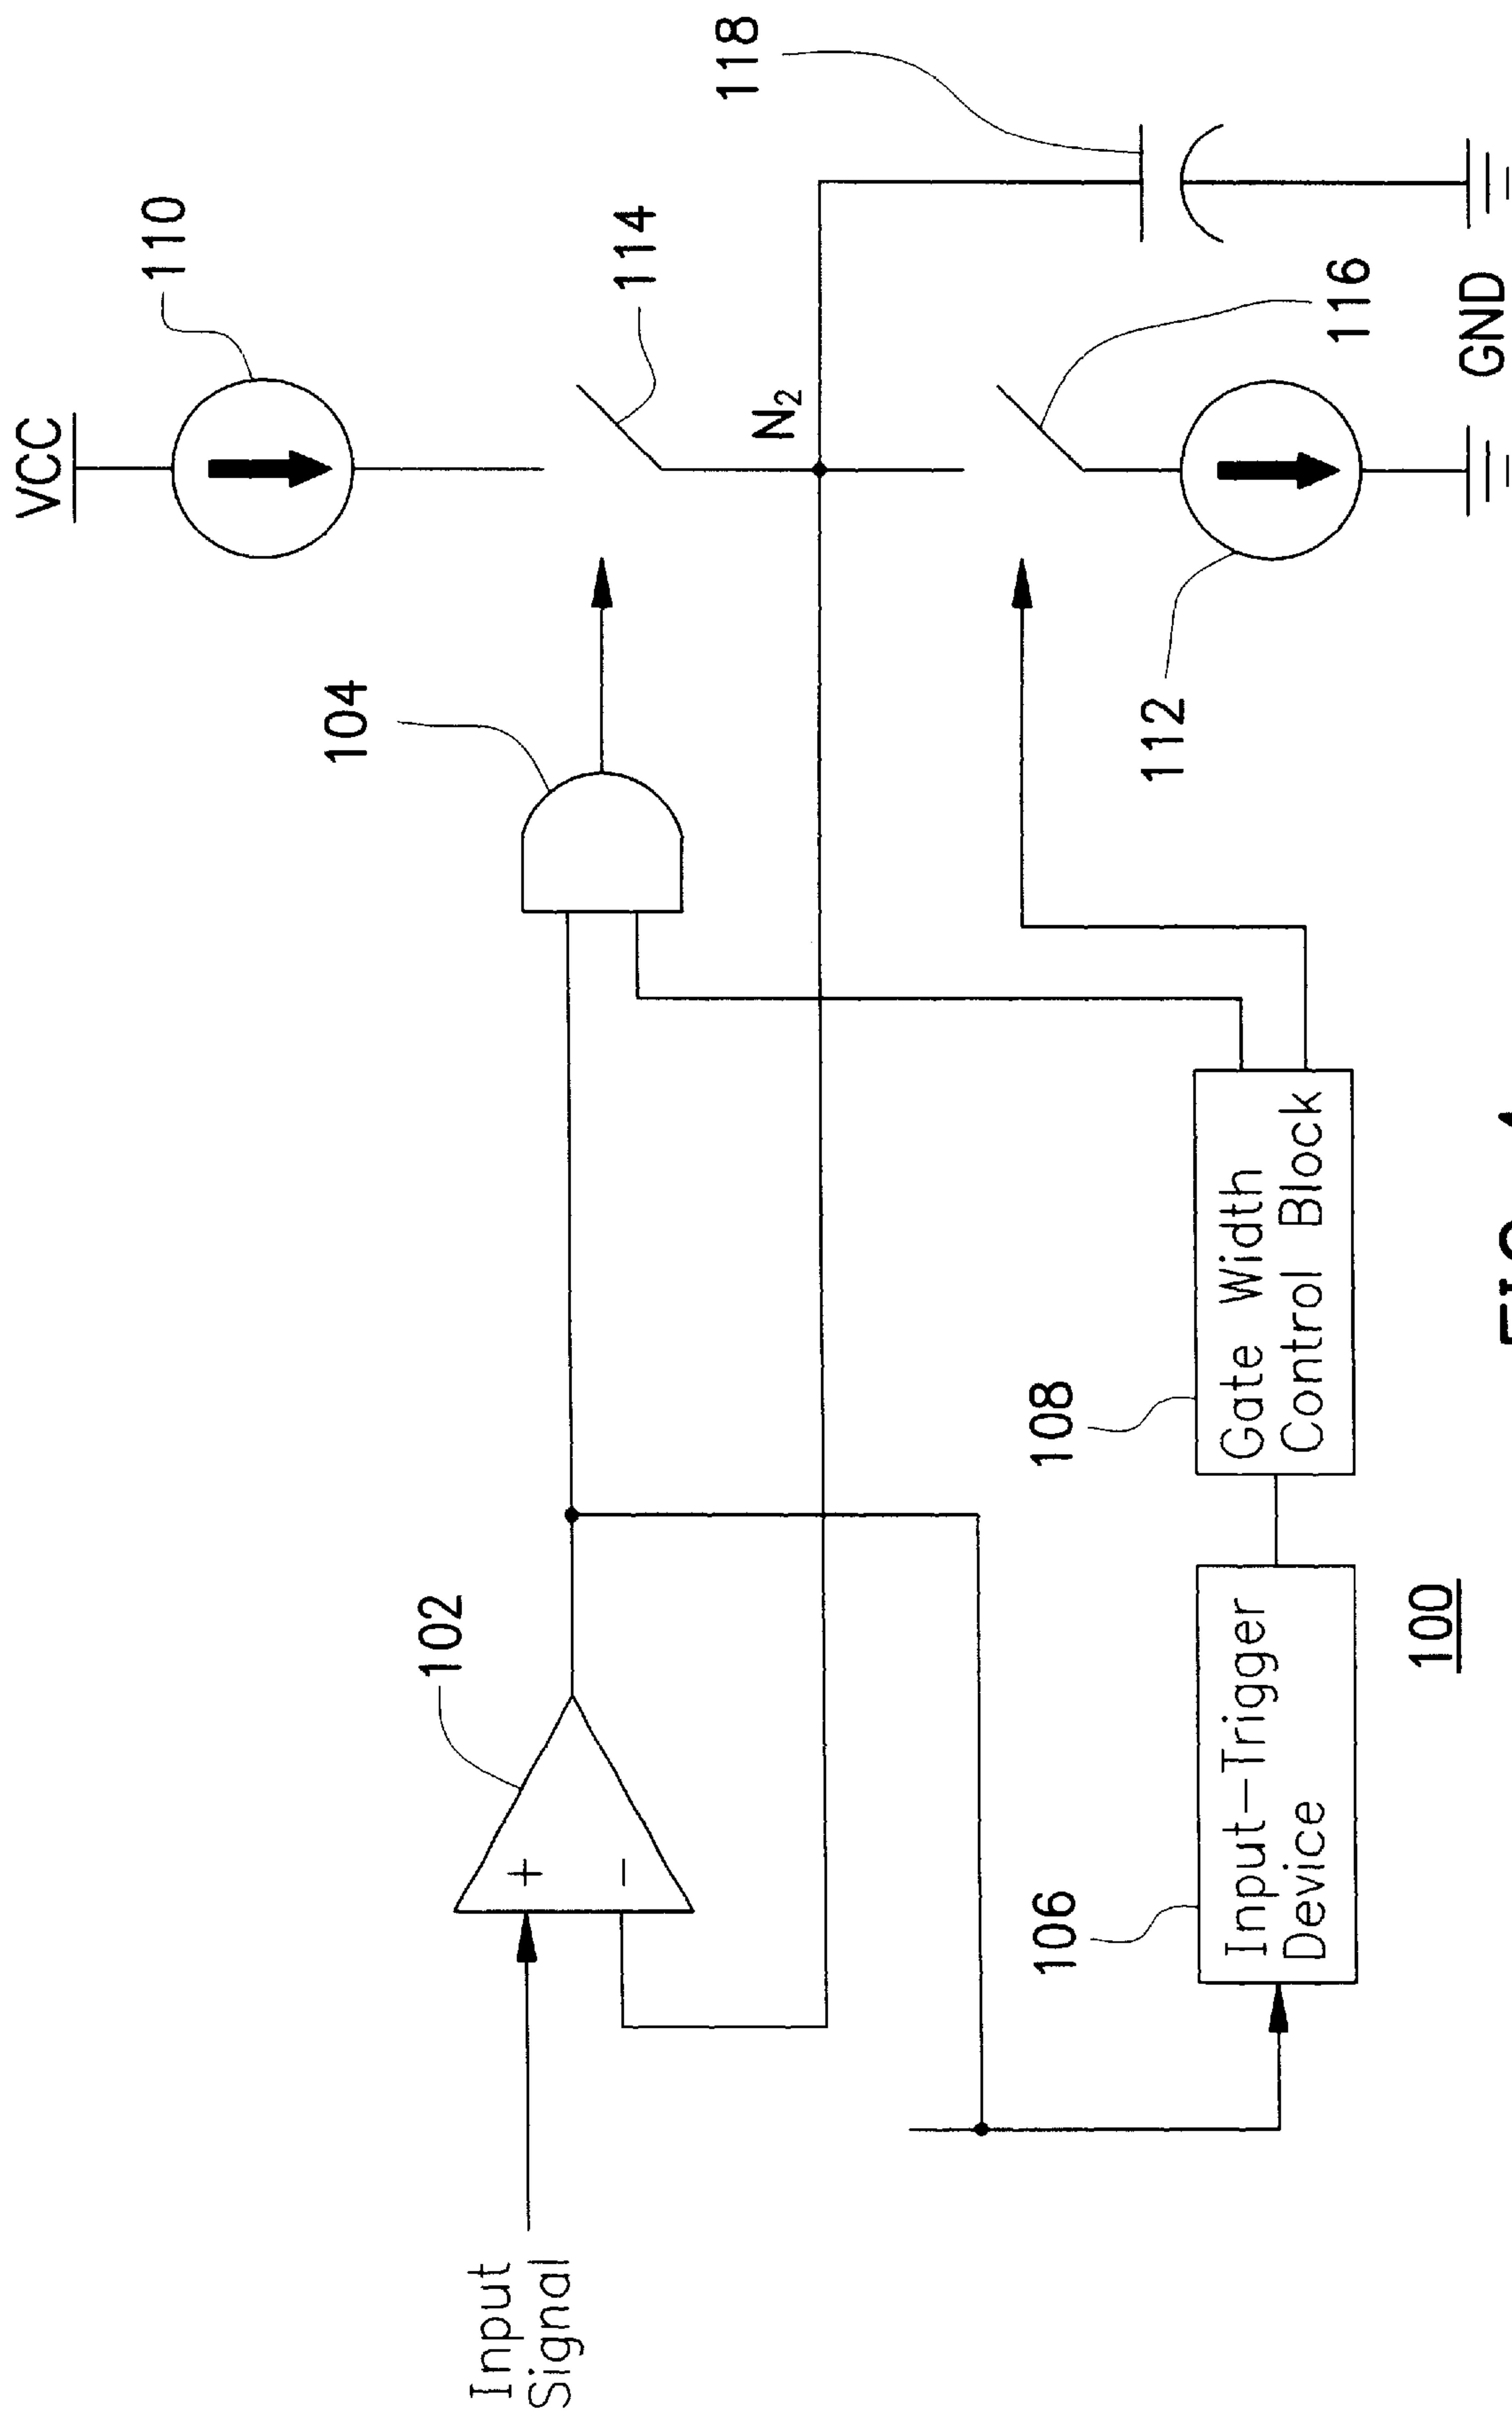 VCC
110
104
102
Input
Signal
+
−
114
118
N₂
106
108
112
Input-Trigger
Device
Gate Width
Control Block
116
100
GND
FIG.